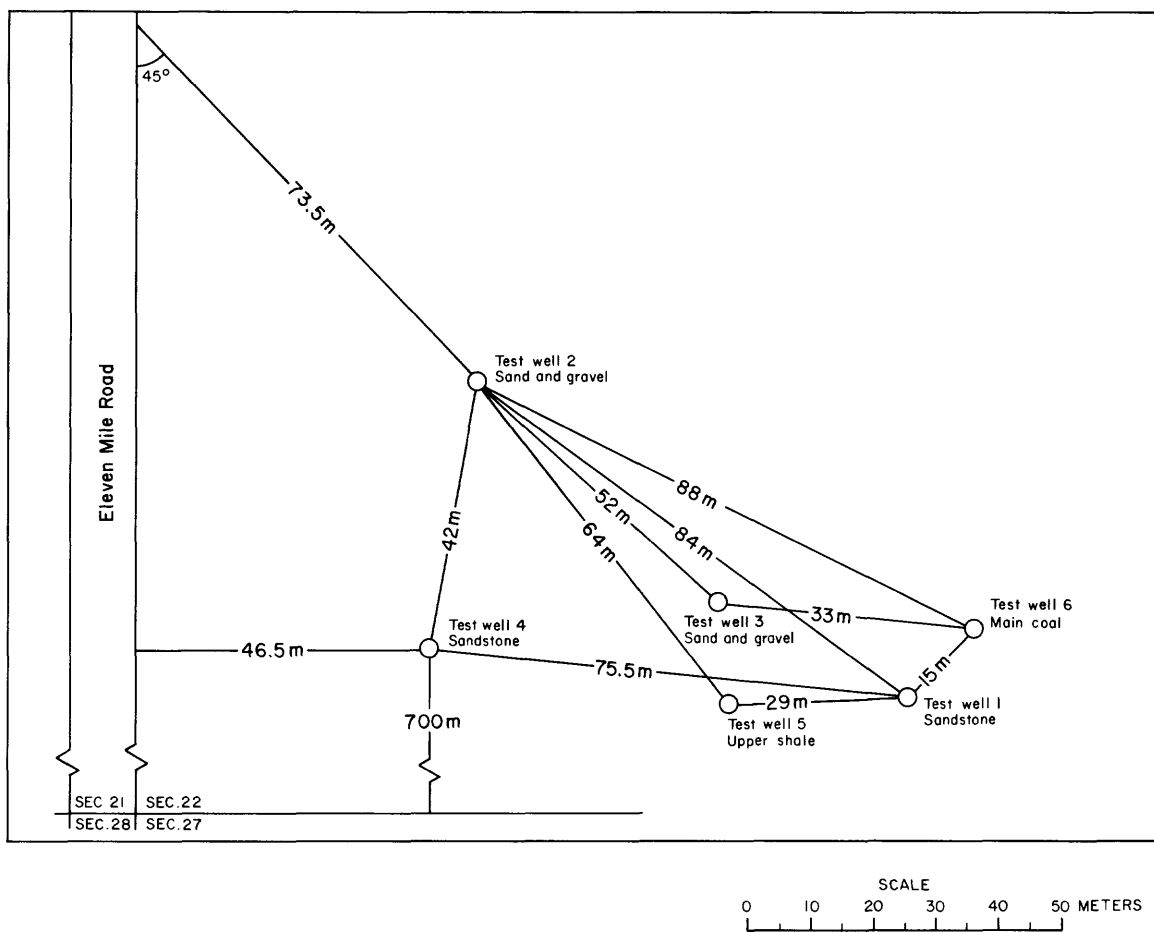 45°
73.5m
Test well 2
Sand and gravel
Eleven Mile Road
88m
52m
84m
64m
42m
Test well 4
Sandstone
Test well 3
Sand and gravel
33m
Test well 6
Main coal
46.5m
75.5m
15m
700m
29m
Test well 5
Upper shale
Test well 1
Sandstone
SEC 21 SEC.22
SEC.28 SEC.27
SCALE
0 10 20 30 40 50 METERS